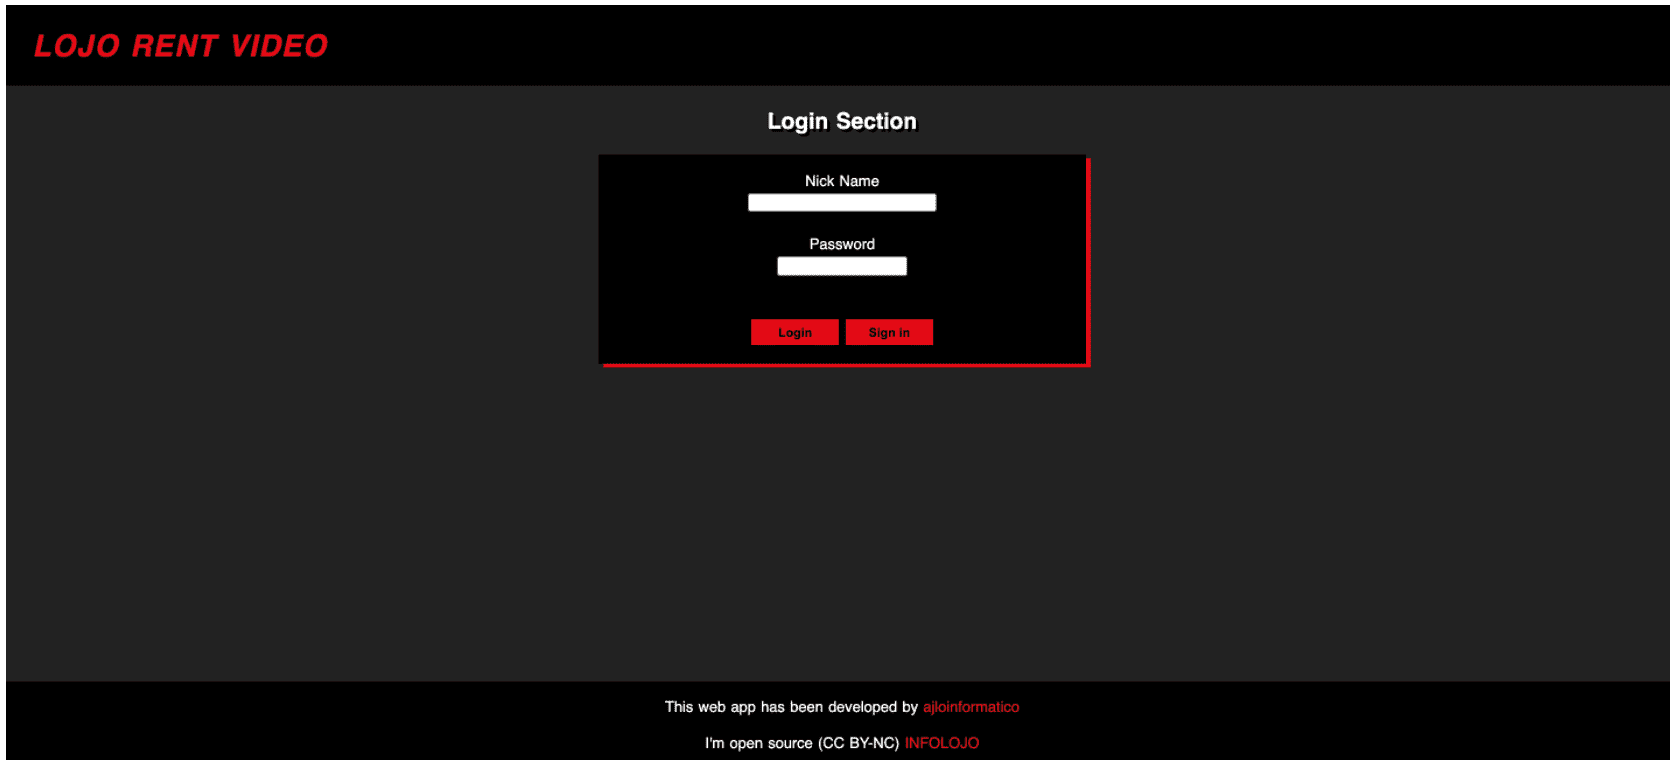 LOJO RENT VIDEO
Login Section
Nick Name
Password
Login Sign in
This web app has been developed by ajloinformatico
I'm open source (CC BY-NC) INFOLOJO